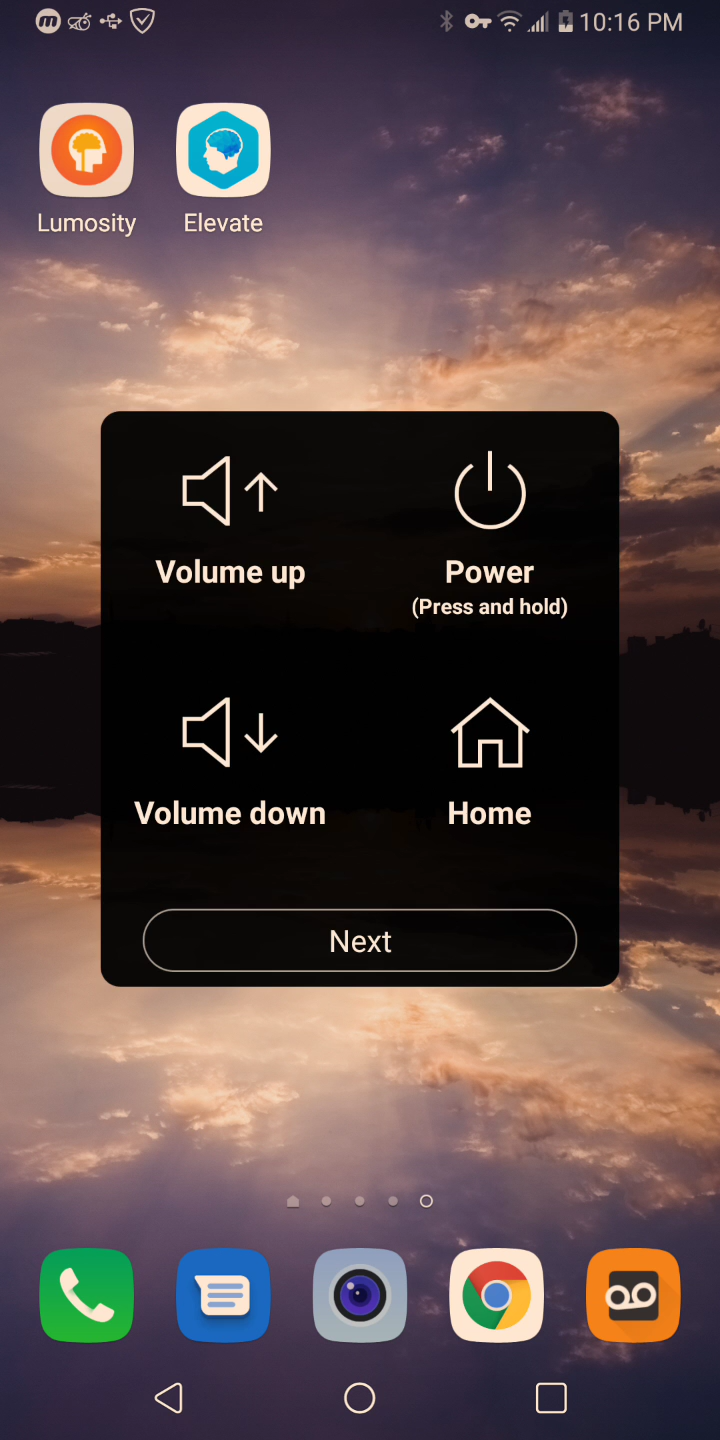 10:16 PM
Lumosity
Elevate
Volume up
Power
(Press and hold)
Volume down
Home
Next